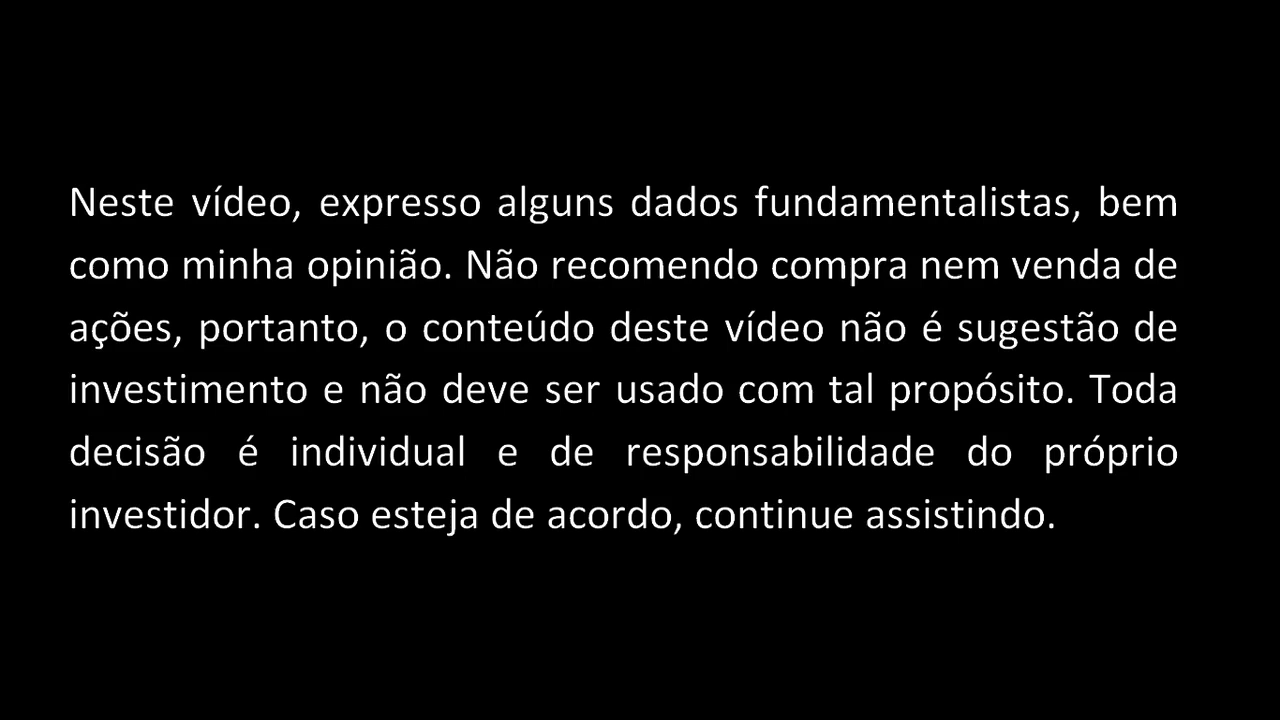 Neste vídeo, expresso alguns dados fundamentalistas, bem
como minha opinião. Não recomendo compra nem venda de
ações, portanto, o conteúdo deste vídeo não é sugestão de
investimento e não deve ser usado com tal propósito. Toda
decisão é individual e de responsabilidade do próprio
investidor. Caso esteja de acordo, continue assistindo.